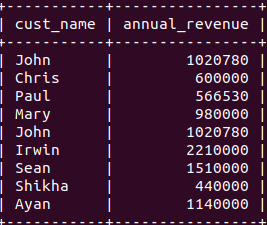 +-----------+----------------+
| cust_name | annual_revenue |
+-----------+----------------+
| John      |        1020780 |
| Chris     |         600000 |
| Paul      |         566530 |
| Mary      |         980000 |
| John      |        1020780 |
| Irwin     |        2210000 |
| Sean      |        1510000 |
| Shikha    |         440000 |
| Ayan      |        1140000 |
+-----------+----------------+